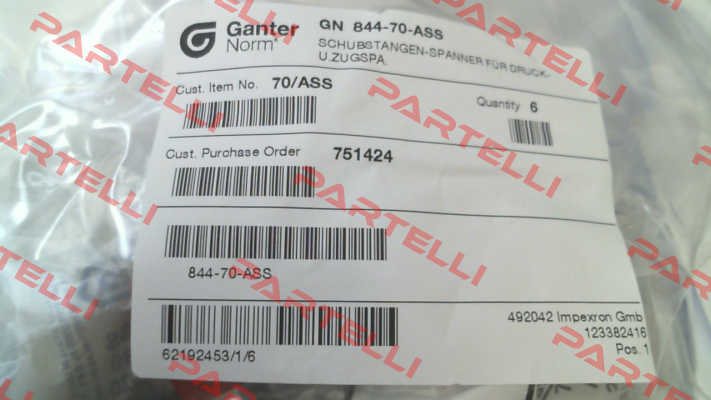 Ganter
Norm®
GN 844-70-ASS
SCHUBSTANGEN-SPANNER FÜR DRUCK-
U.ZUGSPA.
Cust. Item No. 70/ASS
Quantity 6
Cust. Purchase Order 751424
844-70-ASS
62192453/1/6
492042 Impexron Gmb
123382416
Pos. 1
PARTELLI
PARTELLI
PARTELLI
PARTELLI
PARTELLI
PARTELLI
PARTELLI
PARTELLI